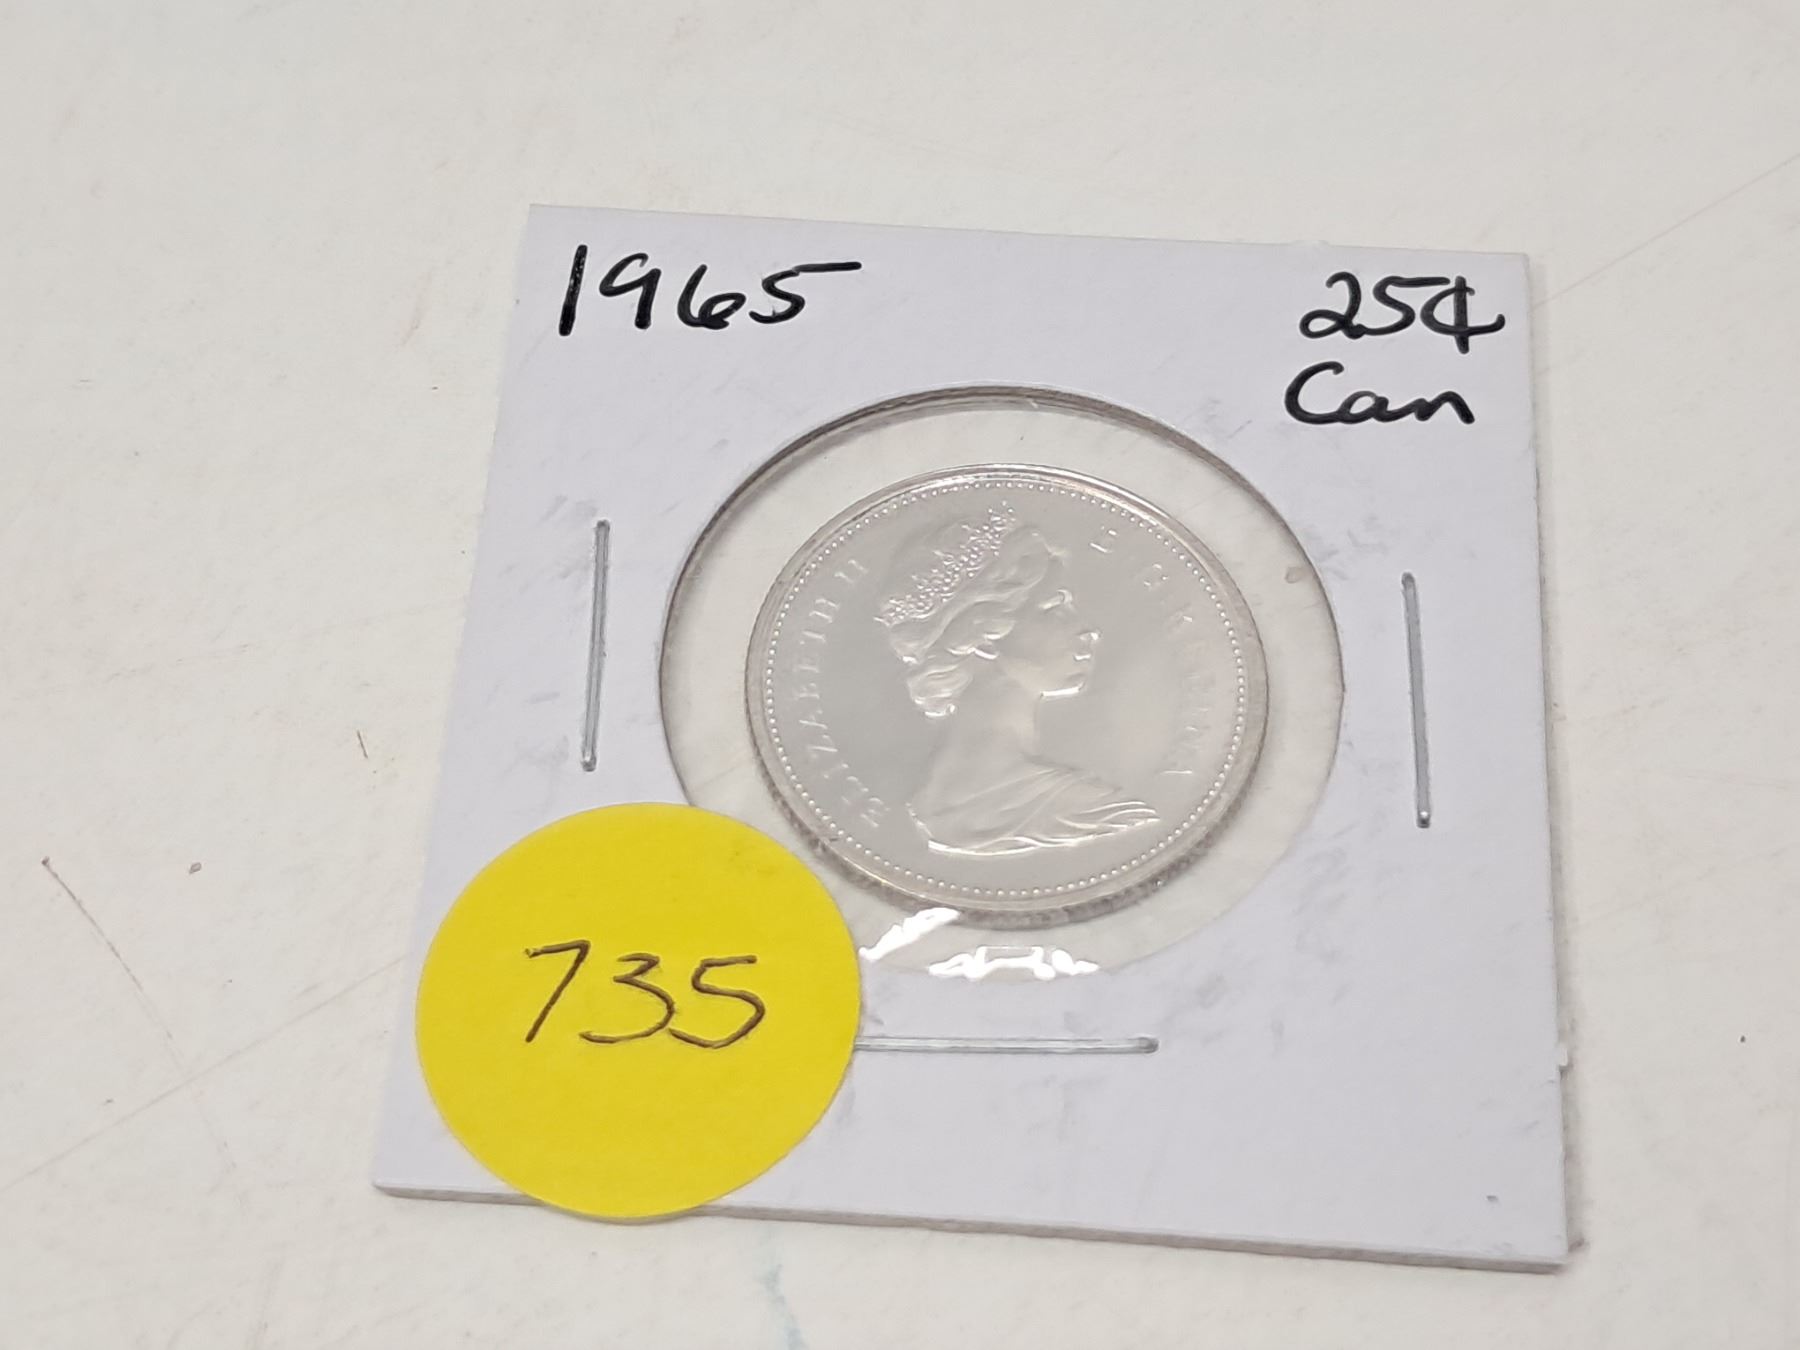 1965
25¢
Can
ELIZABETH II D·G·REGINA
735